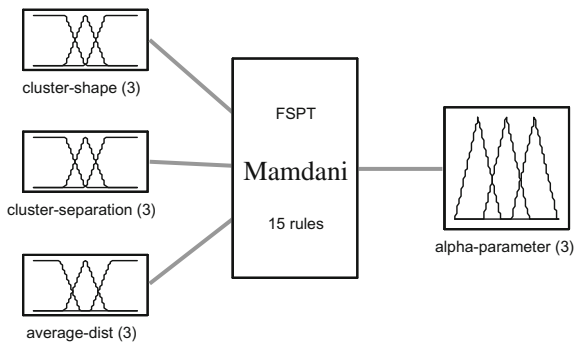 cluster-shape (3)
cluster-separation (3)
average-dist (3)
FSPT
Mamdani
15 rules
alpha-parameter (3)